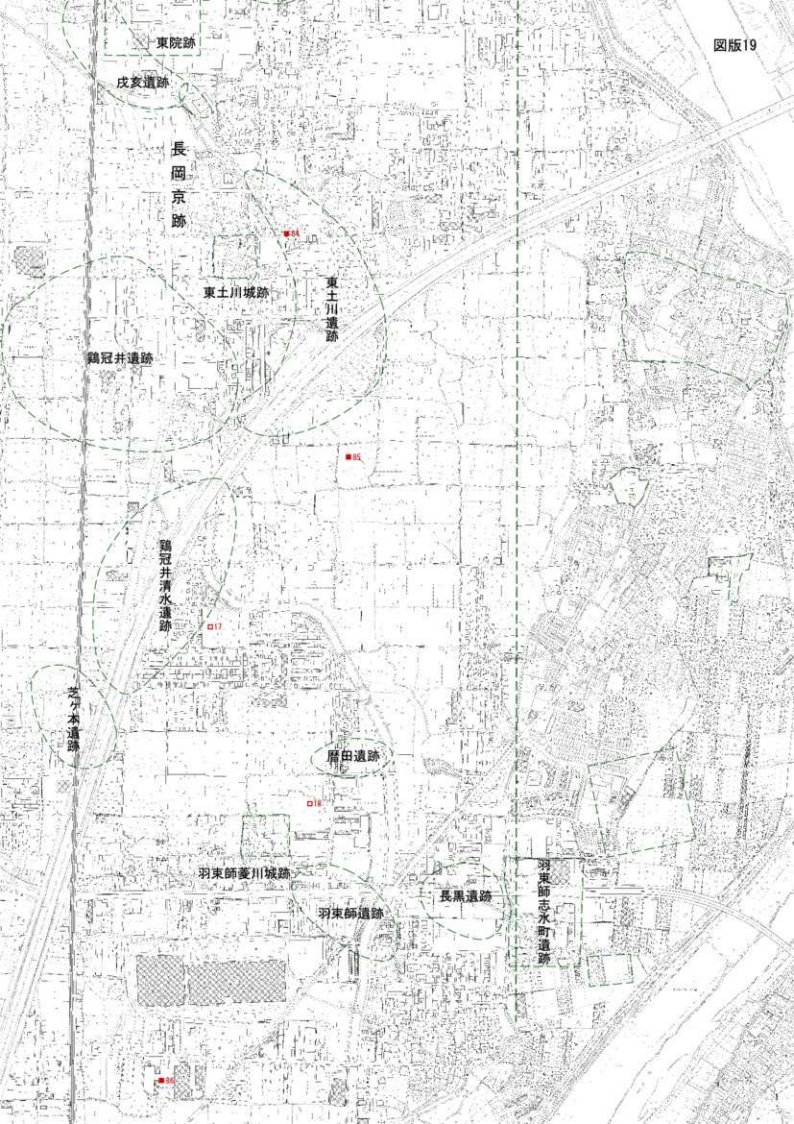 図版19
東院跡
戌亥遺跡
長岡京跡
84
東土川城跡
東土川遺跡
鶏冠井遺跡
85
鶏冠井清水遺跡
17
芝ケ本遺跡
暦田遺跡
18
羽束師菱川城跡
羽束師遺跡
長黒遺跡
羽束師志水町遺跡
86